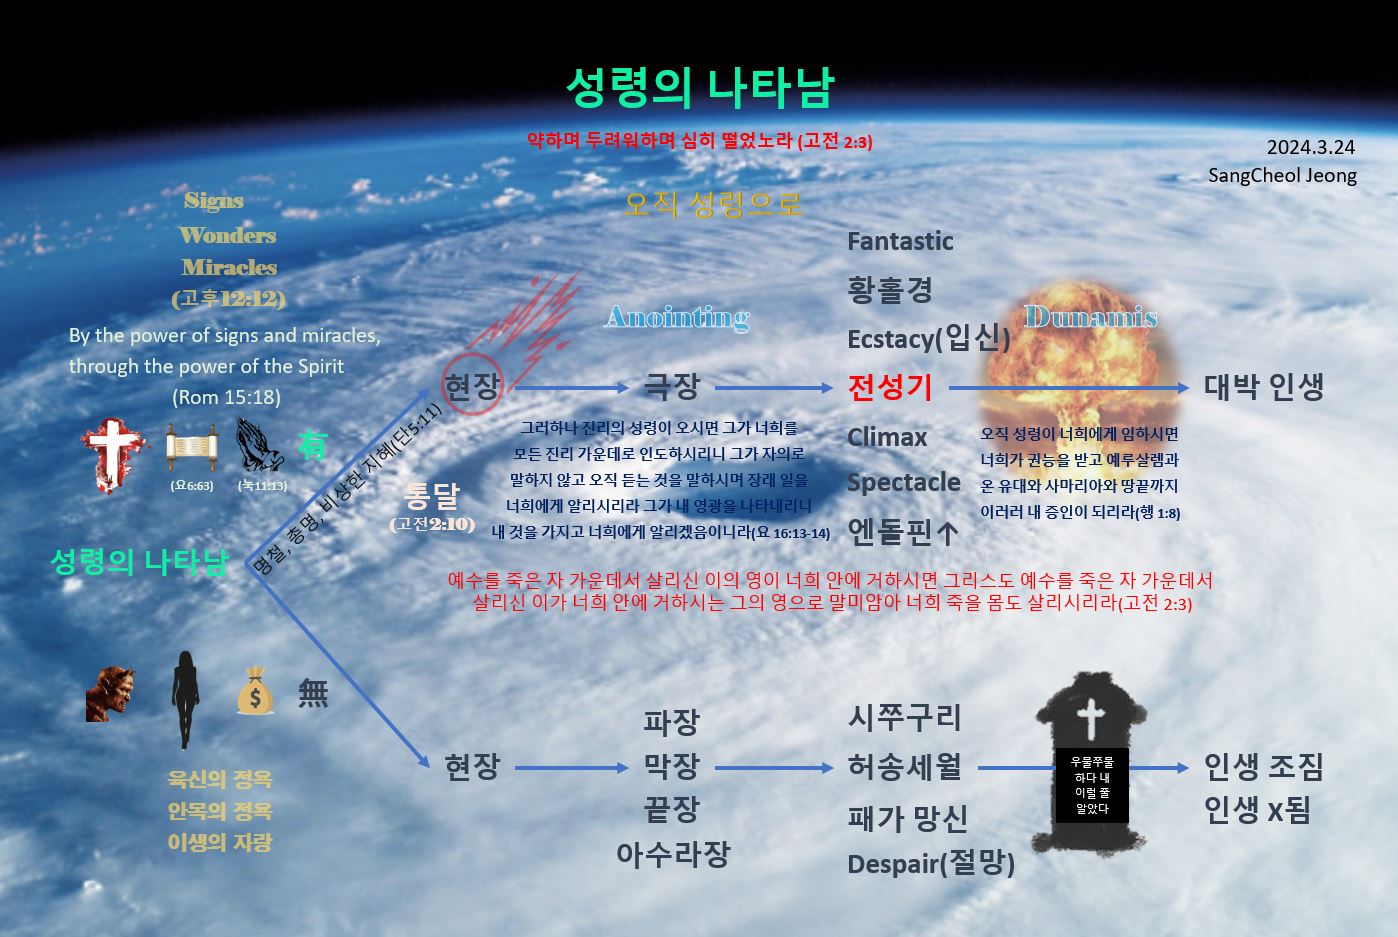 성령의 나타남
약하며 두려워하며 심히 떨었노라 (고전 2:3)
2024.3.24
SangCheol Jeong
오직 성령으로
Signs
Wonders
Miracles
(고후12:12)
By the power of signs and miracles,
through the power of the Spirit
(Rom 15:18)
有
(요6:63)
(눅11:13)
성령의 나타남
명철, 총명, 비상한 지혜(단5:11)
통달
(고전2:10)
현장
Anointing
극장
그러하나 진리의 성령이 오시면 그가 너희를
모든 진리 가운데로 인도하시리니 그가 자의로
말하지 않고 오직 듣는 것을 말하시며 장래 일을
너희에게 알리시리라 그가 내 영광을 나타내리니
내 것을 가지고 너희에게 알리겠음이니라(요 16:13-14)
Fantastic
황홀경
Ecstacy(입신)
전성기
Climax
Spectacle
엔돌핀↑
Dunamis
대박 인생
오직 성령이 너희에게 임하시면
너희가 권능을 받고 예루살렘과
온 유대와 사마리아와 땅끝까지
이러러 내 증인이 되리라(행 1:8)
예수를 죽은 자 가운데서 살리신 이의 영이 너희 안에 거하시면 그리스도 예수를 죽은 자 가운데서
살리신 이가 너희 안에 거하시는 그의 영으로 말미암아 너희 죽을 몸도 살리시리라(고전 2:3)
$
無
육신의 정욕
안목의 정욕
이생의 자랑
현장
파장
막장
끝장
아수라장
시쭈구리
허송세월
패가 망신
Despair(절망)
우물쭈물
하다 내
이럴 줄
알았다
인생 조짐
인생 X됨